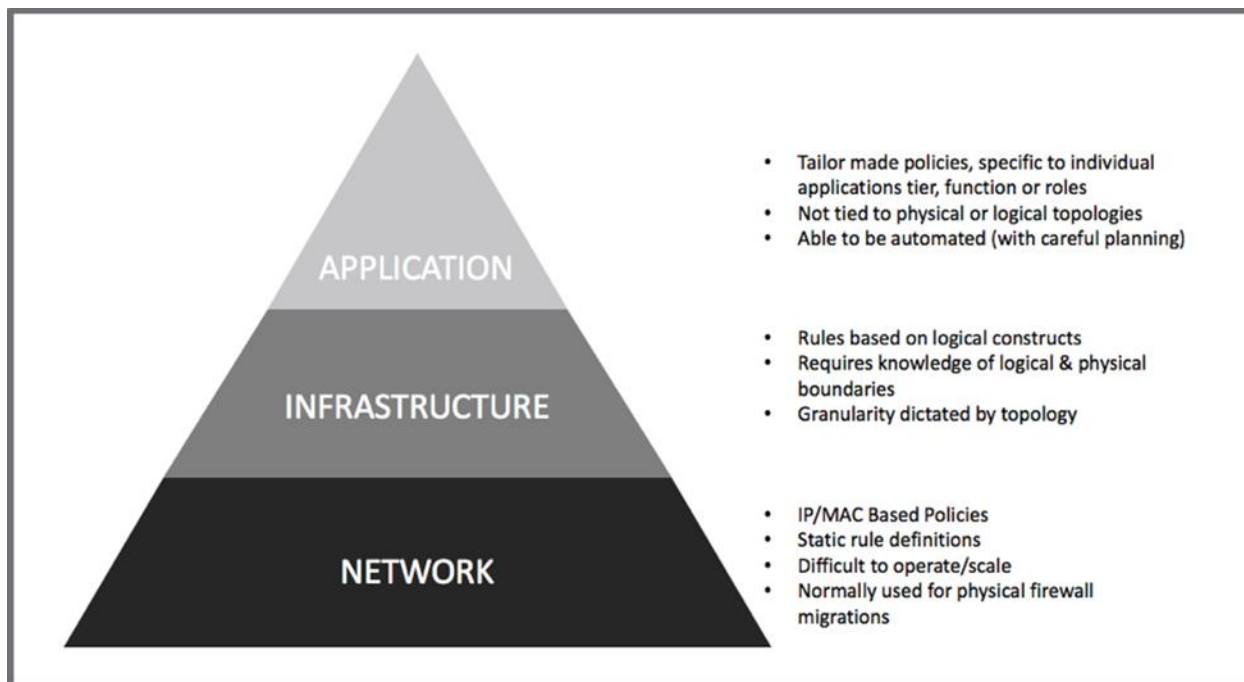 • Tailor made policies, specific to individual
applications tier, function or roles
• Not tied to physical or logical topologies
• Able to be automated (with careful planning)
APPLICATION
• Rules based on logical constructs
• Requires knowledge of logical & physical
boundaries
• Granularity dictated by topology
INFRASTRUCTURE
• IP/MAC Based Policies
• Static rule definitions
• Difficult to operate/scale
• Normally used for physical firewall
migrations
NETWORK